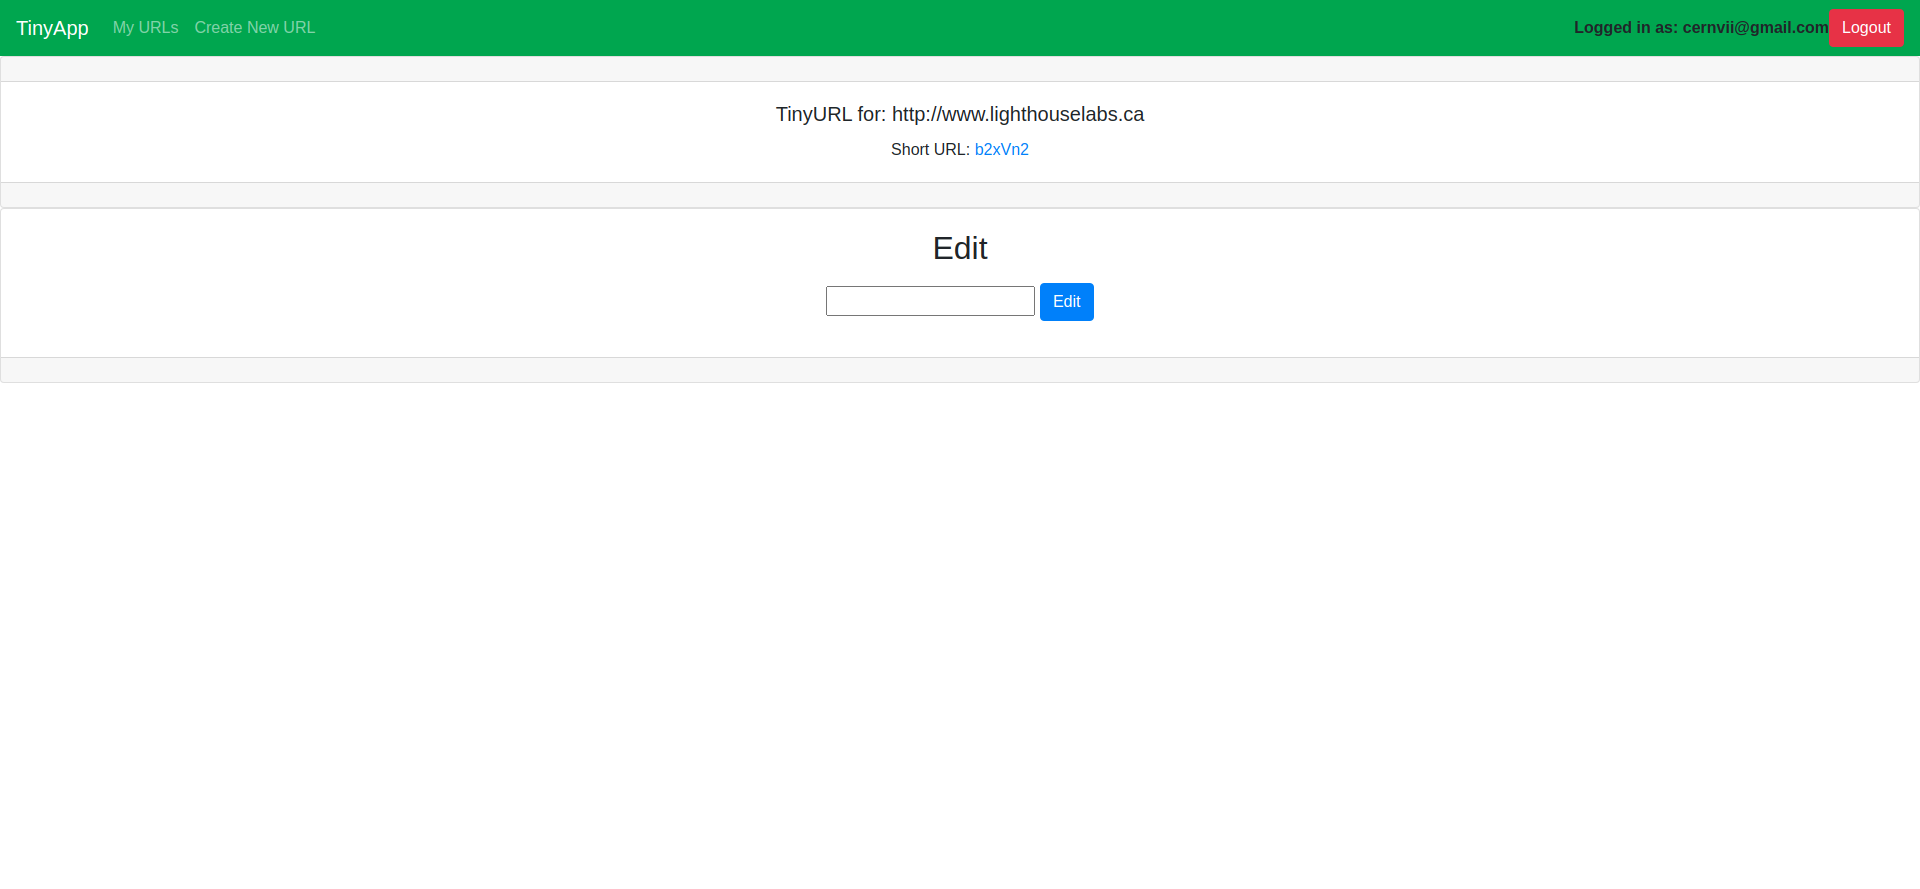 TinyApp My URLs Create New URL Logged in as: cernvii@gmail.com Logout
TinyURL for: http://www.lighthouselabs.ca
Short URL: b2xVn2
Edit
Edit